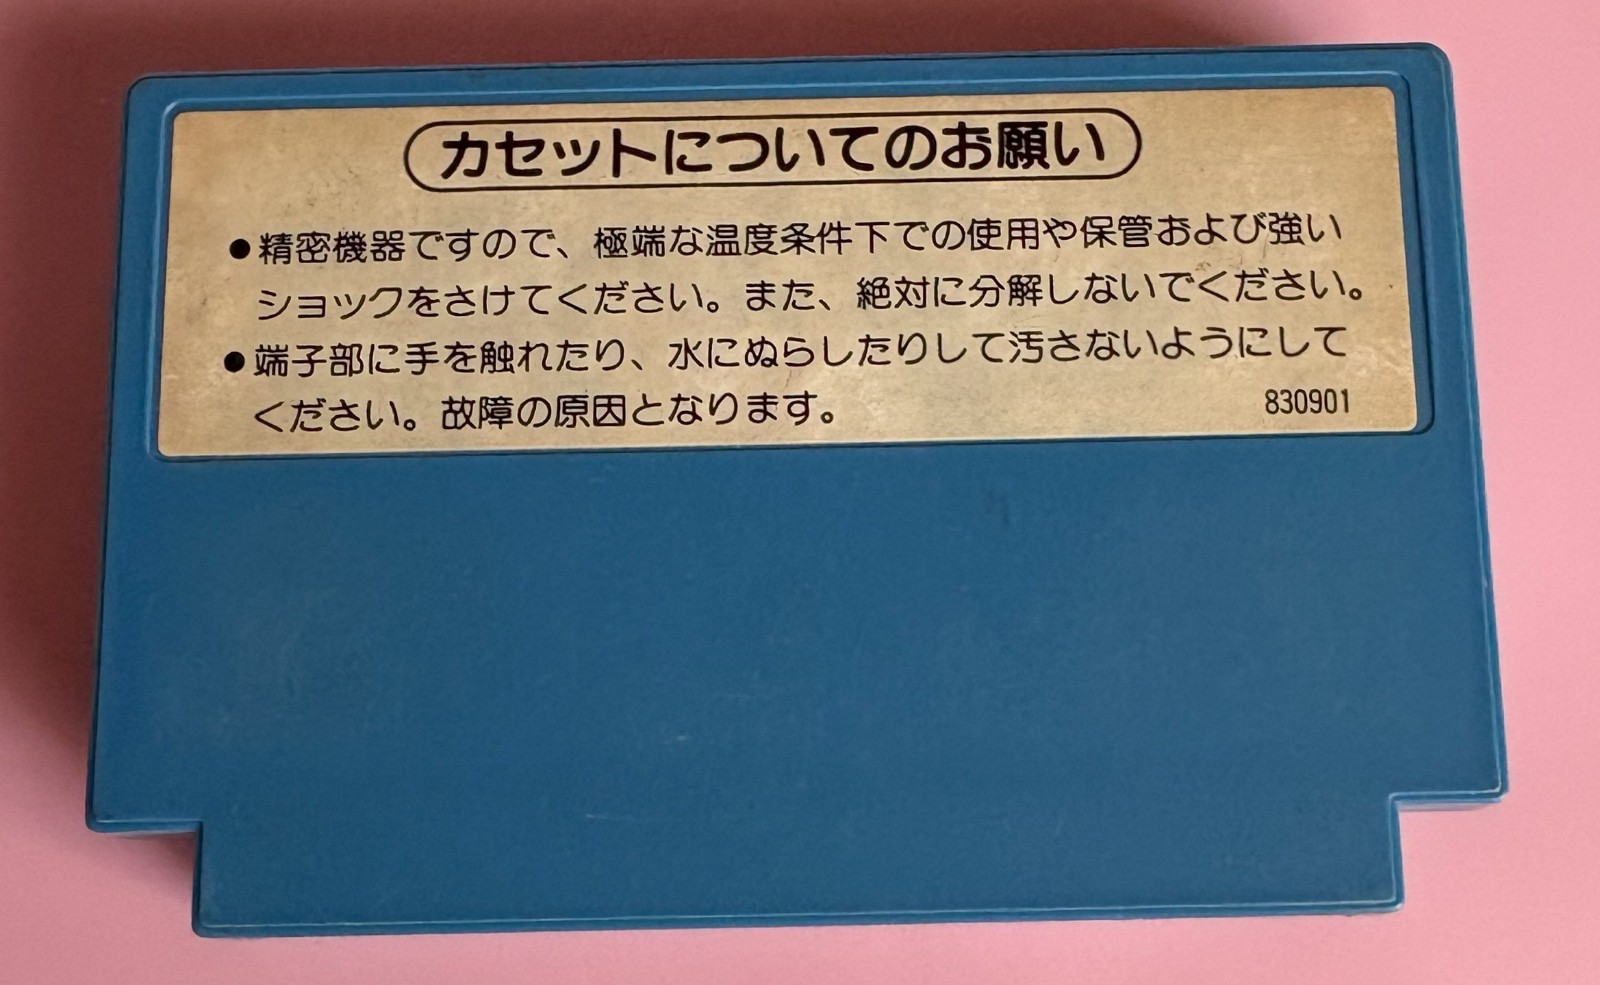 カセットについてのお願い
●精密機器ですので、極端な温度条件下での使用や保管および強い
ショックをさけてください。また、絶対に分解しないでください。
●端子部に手を触れたり、水にぬらしたりして汚さないようにして
ください。故障の原因となります。
830901